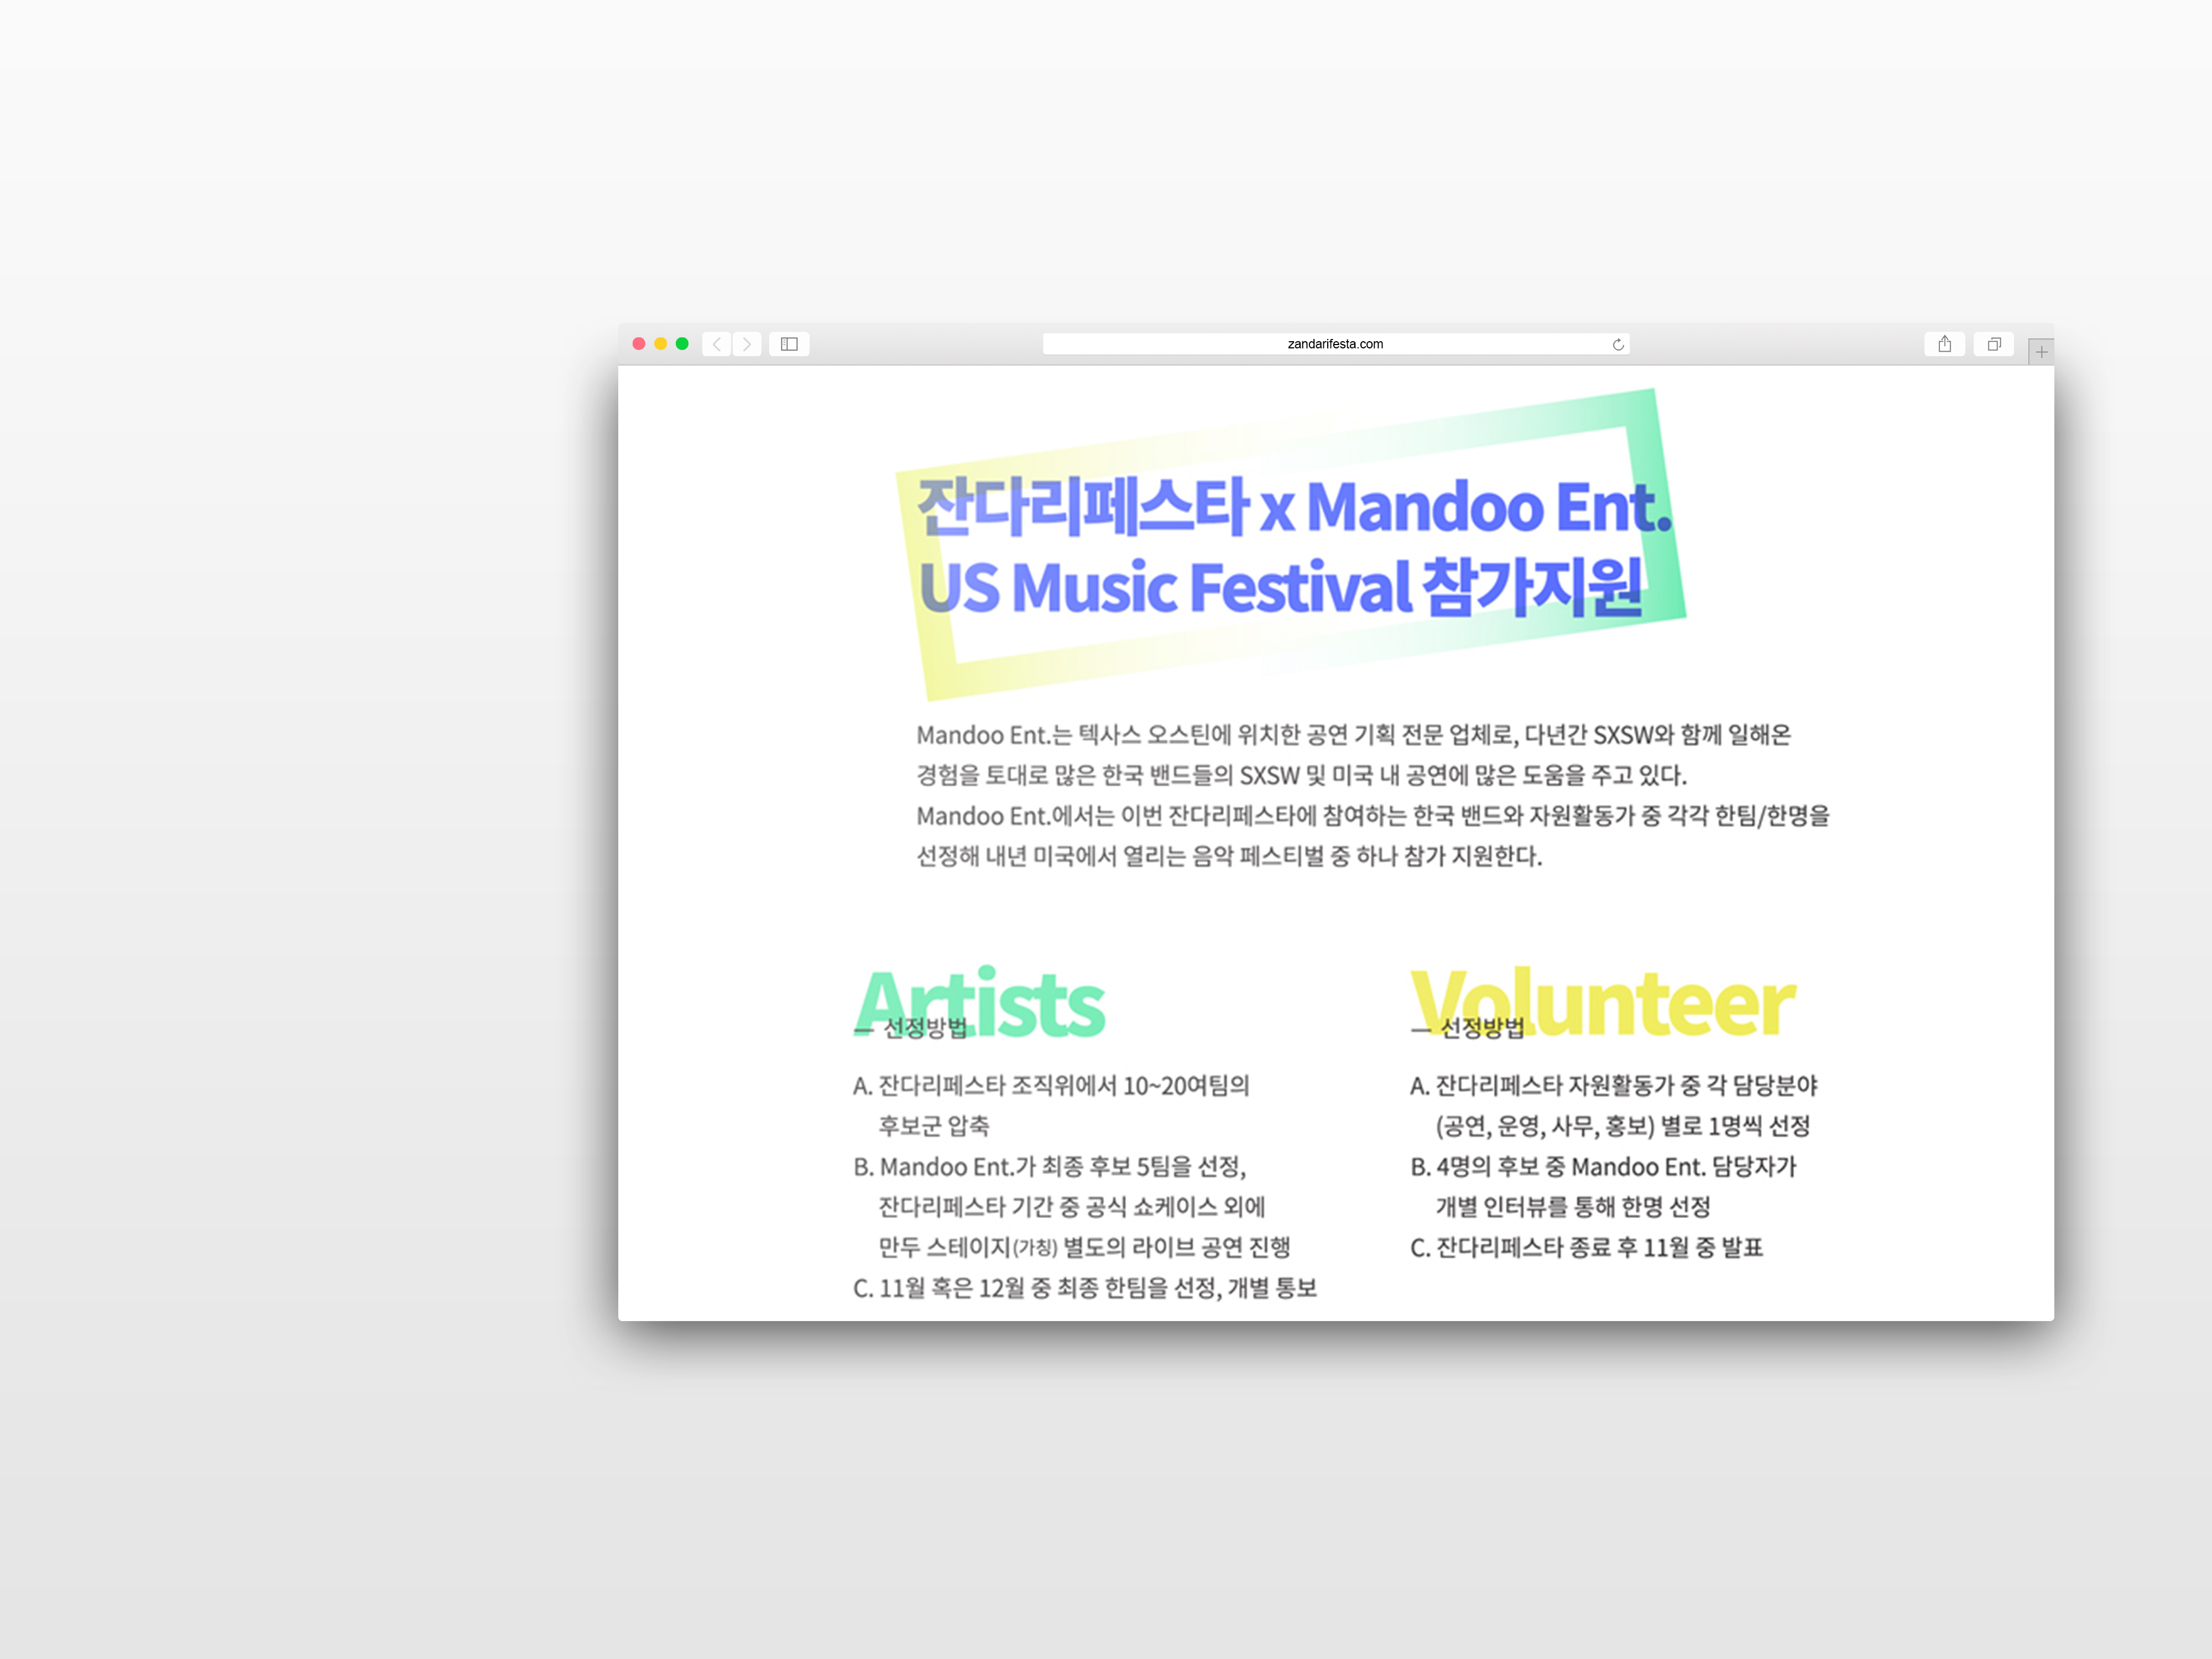 zandarifesta.com
잔다리페스타 x Mandoo Ent.
US Music Festival 참가지원
Mandoo Ent.는 텍사스 오스틴에 위치한 공연 기획 전문 업체로, 다년간 SXSW와 함께 일해온
경험을 토대로 많은 한국 밴드들의 SXSW 및 미국 내 공연에 많은 도움을 주고 있다.
Mandoo Ent.에서는 이번 잔다리페스타에 참여하는 한국 밴드와 자원활동가 중 각각 한팀/한명을
선정해 내년 미국에서 열리는 음악 페스티벌 중 하나 참가 지원한다.
Artists
— 선정방법
A. 잔다리페스타 조직위에서 10~20여팀의
후보군 압축
B. Mandoo Ent.가 최종 후보 5팀을 선정,
잔다리페스타 기간 중 공식 쇼케이스 외에
만두 스테이지(가칭) 별도의 라이브 공연 진행
C. 11월 혹은 12월 중 최종 한팀을 선정, 개별 통보
Volunteer
— 선정방법
A. 잔다리페스타 자원활동가 중 각 담당분야
(공연, 운영, 사무, 홍보) 별로 1명씩 선정
B. 4명의 후보 중 Mandoo Ent. 담당자가
개별 인터뷰를 통해 한명 선정
C. 잔다리페스타 종료 후 11월 중 발표